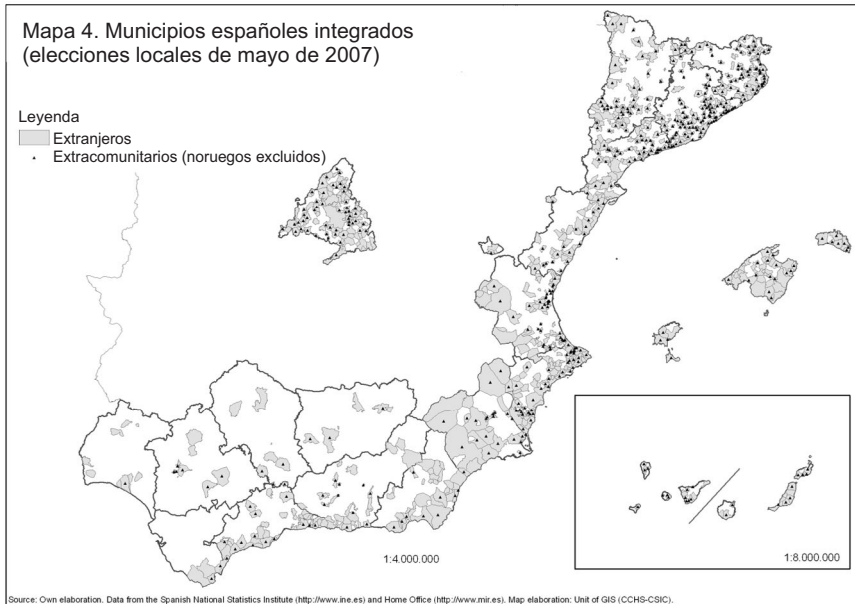 Mapa 4. Municipios españoles integrados
(elecciones locales de mayo de 2007)
Leyenda
Extranjeros
Extracomunitarios (noruegos excluidos)
1:4.000.000
1:8.000.000
Source: Own elaboration. Data from the Spanish National Statistics Institute (http://www.ine.es) and Home Office (http://www.mir.es). Map elaboration: Unit of GIS (CCHS-CSIC).